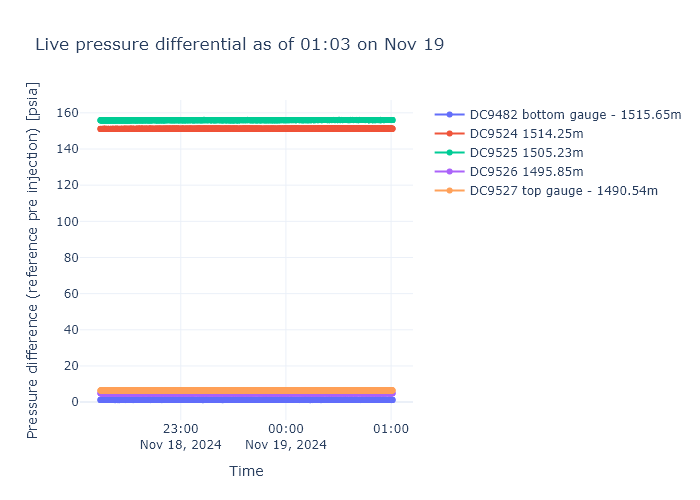 Live pressure differential as of 01:03 on Nov 19
Pressure difference (reference pre injection) [psia]
160
140
120
100
80
60
40
20
0
23:00
Nov 18, 2024
00:00
Nov 19, 2024
01:00
Time
DC9482 bottom gauge - 1515.65m
DC9524 1514.25m
DC9525 1505.23m
DC9526 1495.85m
DC9527 top gauge - 1490.54m